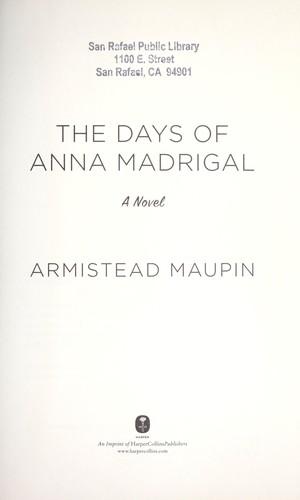 San Rafael Public Library
1100 E. Street
San Rafael, CA 94901
THE DAYS OF
ANNA MADRIGAL
A Novel
ARMISTEAD MAUPIN
HARPER
An Imprint of HarperCollinsPublishers
www.harpercollins.com